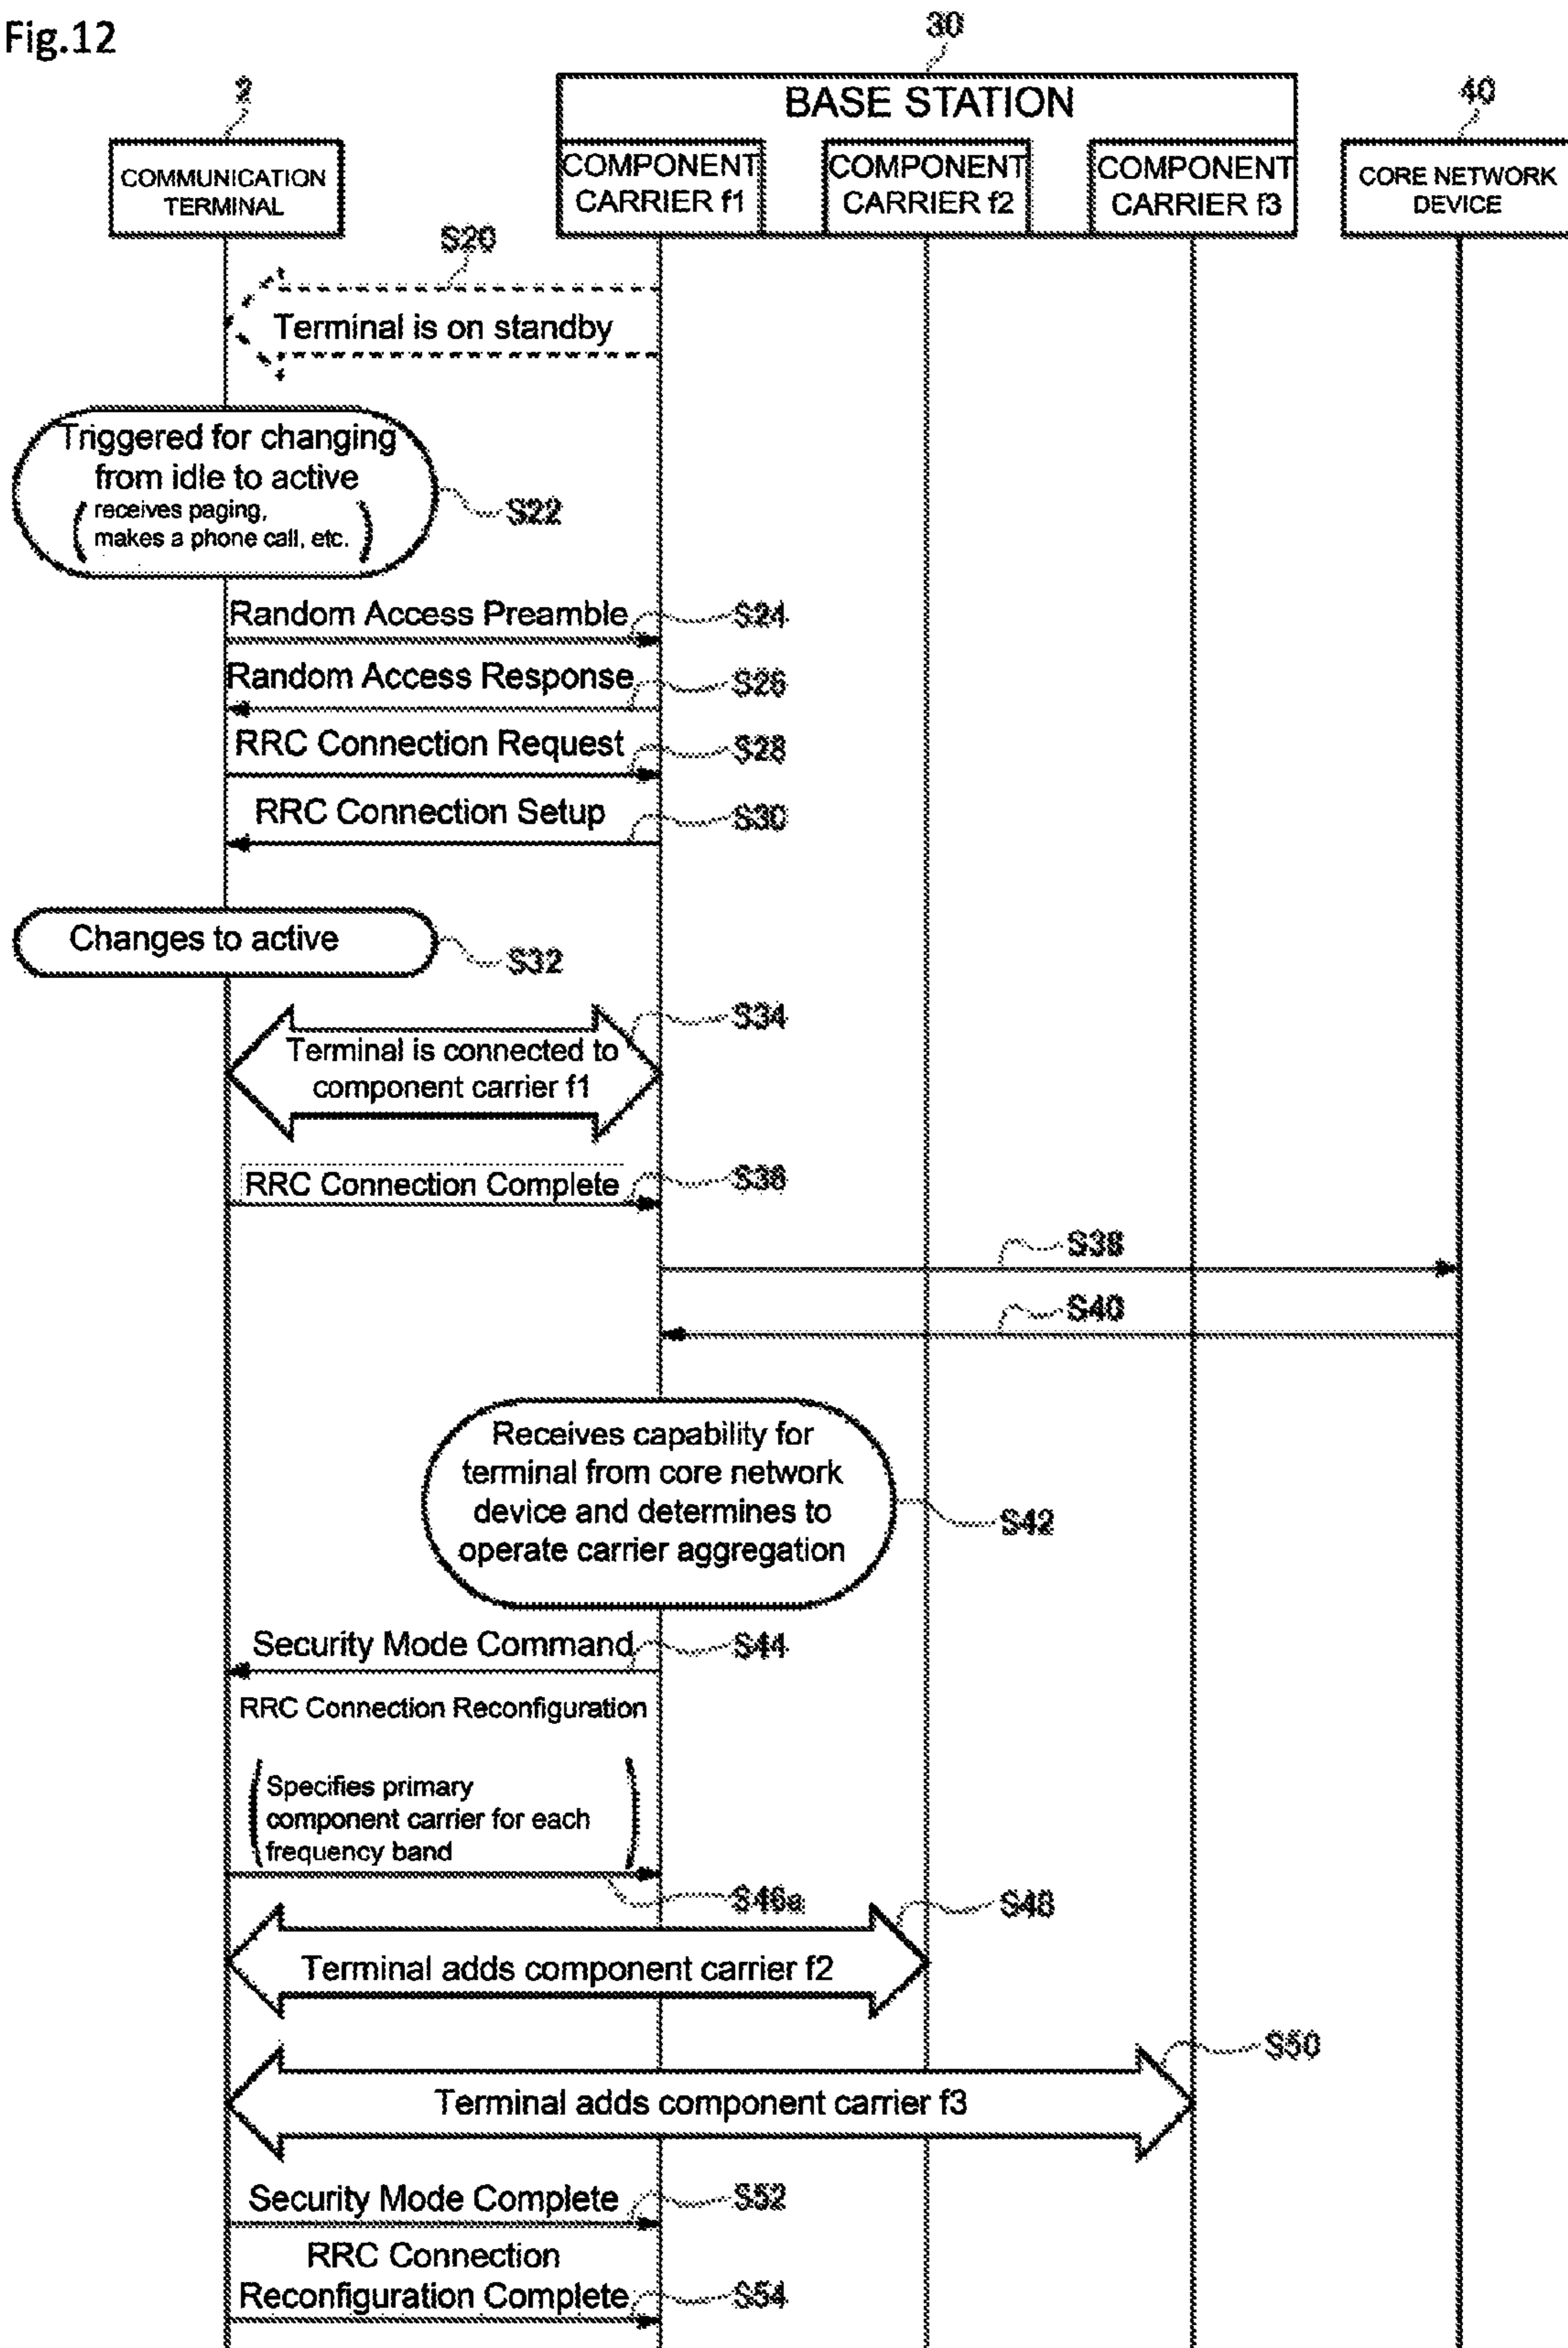 Fig.12
30
2
BASE STATION
40
COMMUNICATION
TERMINAL
COMPONENT
CARRIER f1
COMPONENT
CARRIER f2
COMPONENT
CARRIER f3
CORE NETWORK
DEVICE
S20
Terminal is on standby
Triggered for changing
from idle to active
receives paging,
makes a phone call, etc.
S22
Random Access Preamble
S24
Random Access Response
S26
RRC Connection Request
S28
RRC Connection Setup
S30
Changes to active
S32
S34
Terminal is connected to
component carrier f1
RRC Connection Complete
S36
S38
S40
Receives capability for
terminal from core network
device and determines to
operate carrier aggregation
S42
Security Mode Command
S44
RRC Connection Reconfiguration
(Specifies primary
component carrier for each
frequency band)
S46a
S48
Terminal adds component carrier f2
S50
Terminal adds component carrier f3
Security Mode Complete
S52
RRC Connection
Reconfiguration Complete
S54